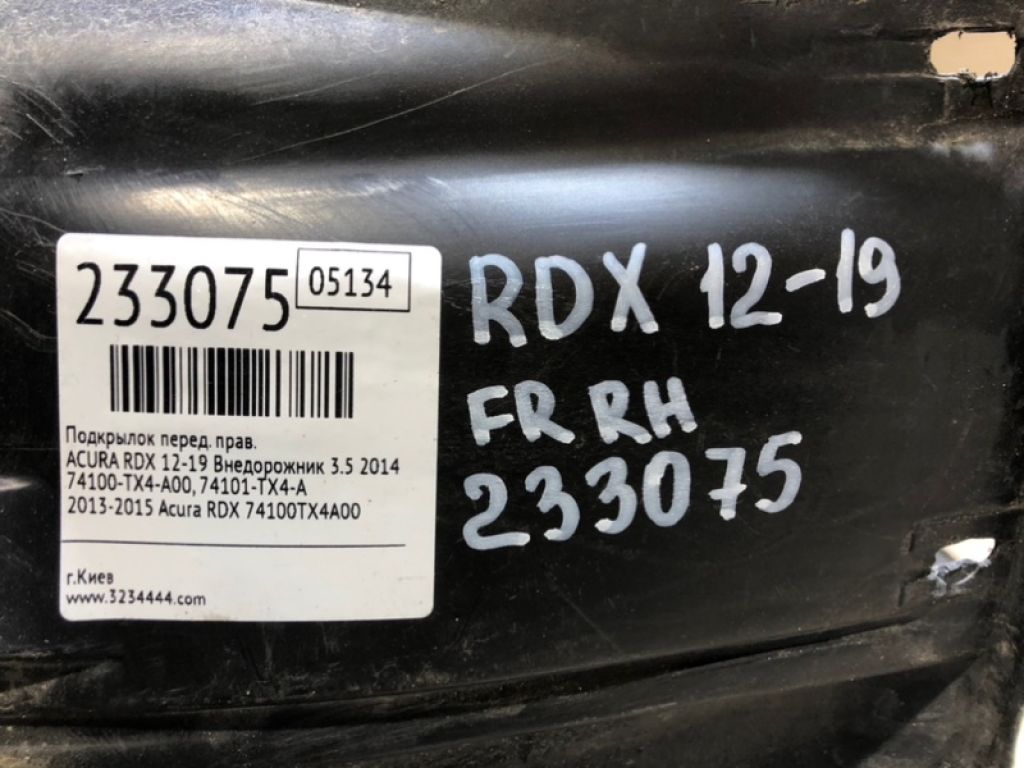 233075 05134
Подкрылок перед. прав.
ACURA RDX 12-19 Внедорожник 3.5 2014
74100-TX4-A00, 74101-TX4-A
2013-2015 Acura RDX 74100TX4A00
г.Киев
www.3234444.com
RDX 12-19
FR RH
233075